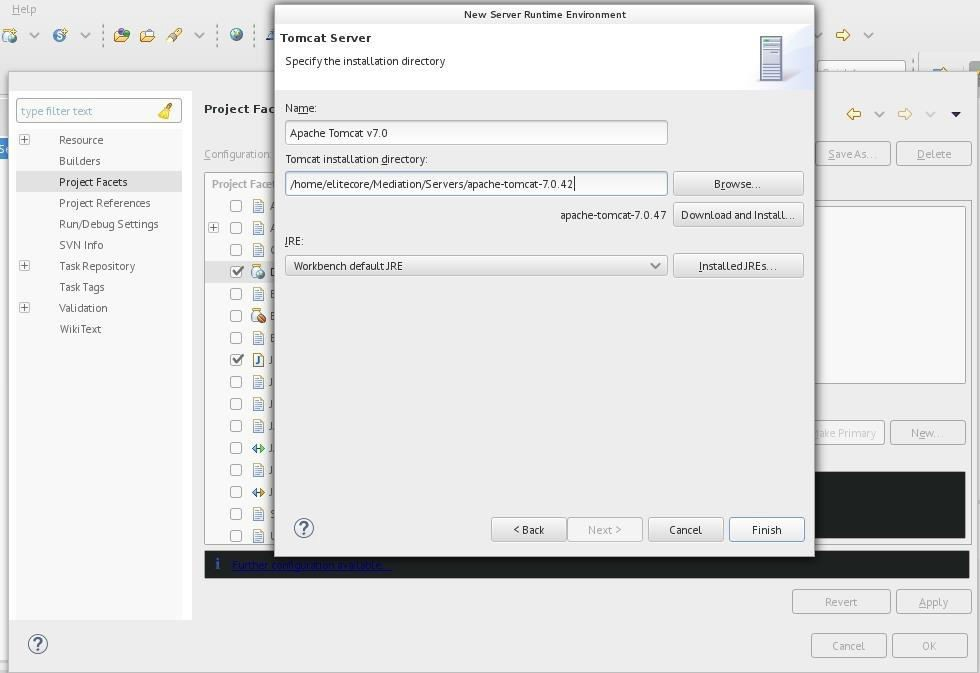 Help
New Server Runtime Environment
Tomcat Server
Specify the installation directory
Name:
Apache Tomcat v7.0
Tomcat installation directory:
/home/elitecore/Mediation/Servers/apache-tomcat-7.0.42
Browse...
apache-tomcat-7.0.47
Download and Install...
JRE:
Workbench default JRE
Installed JREs...
< Back
Next >
Cancel
Finish
type filter text
Resource
Builders
Project Facets
Project References
Run/Debug Settings
SVN Info
Task Repository
Task Tags
Validation
WikiText
Project Fac
Configuration:
Save As...
Delete
Project Face
Make Primary
New...
Further configuration available...
Revert
Apply
Cancel
OK